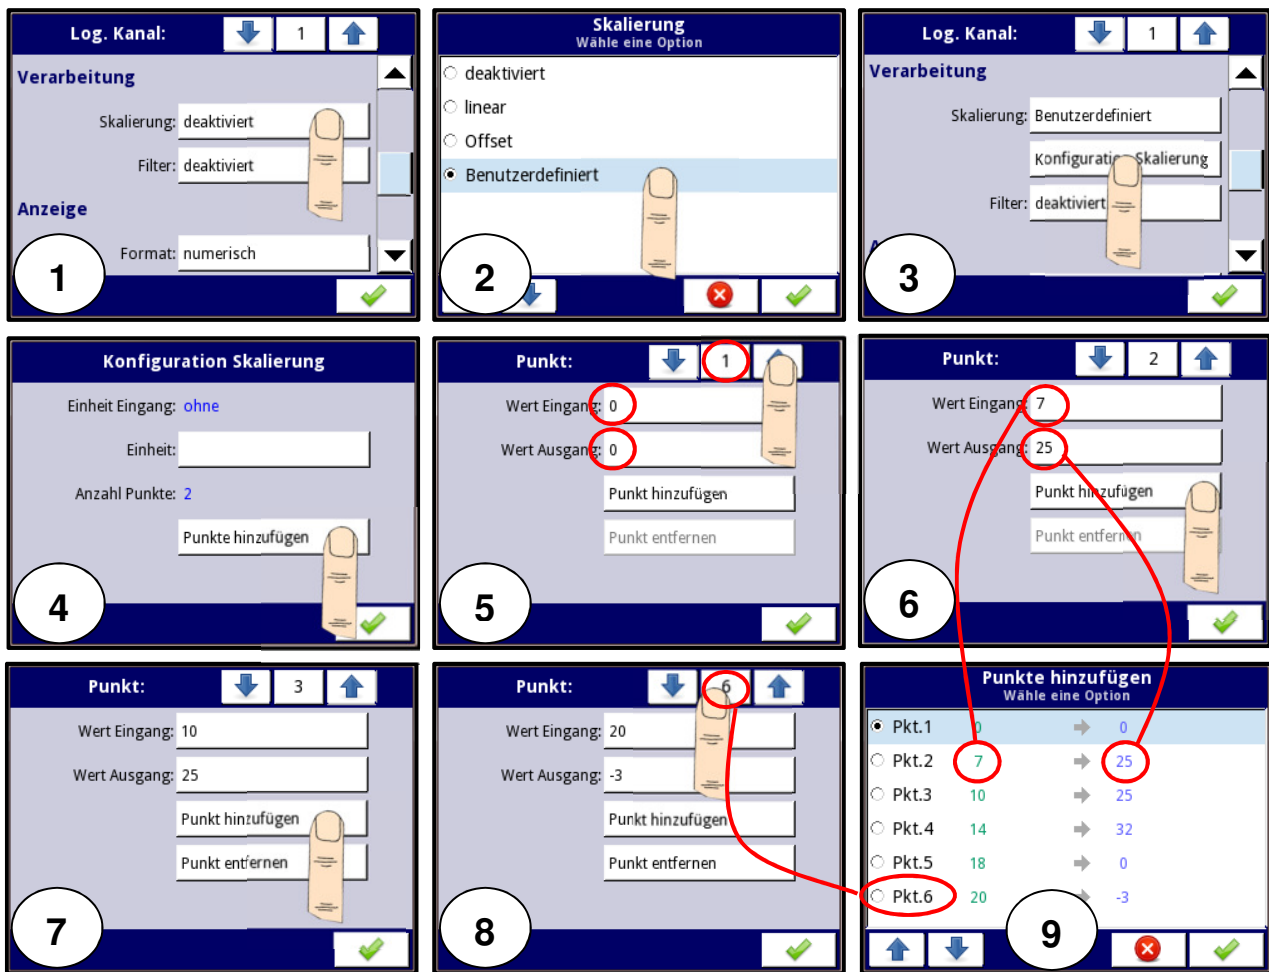 Log. Kanal: 1
Verarbeitung
Skalierung: deaktiviert
Filter: deaktiviert
Anzeige
Format: numerisch
1
Skalierung
Wähle eine Option
deaktiviert
linear
Offset
Benutzerdefiniert
2
Log. Kanal: 1
Verarbeitung
Skalierung: Benutzerdefiniert
Konfiguration Skalierung
Filter: deaktiviert
3
Konfiguration Skalierung
Einheit Eingang: ohne
Einheit:
Anzahl Punkte: 2
Punkte hinzufügen
4
Punkt: 1
Wert Eingang: 0
Wert Ausgang: 0
Punkt hinzufügen
Punkt entfernen
5
Punkt: 2
Wert Eingang: 7
Wert Ausgang: 25
Punkt hinzufügen
Punkt entfernen
6
Punkt: 3
Wert Eingang: 10
Wert Ausgang: 25
Punkt hinzufügen
Punkt entfernen
7
Punkt: 6
Wert Eingang: 20
Wert Ausgang: -3
Punkt hinzufügen
Punkt entfernen
8
Punkte hinzufügen
Wähle eine Option
Pkt.1 0 0
Pkt.2 7 25
Pkt.3 10 25
Pkt.4 14 32
Pkt.5 18 0
Pkt.6 20 -3
9